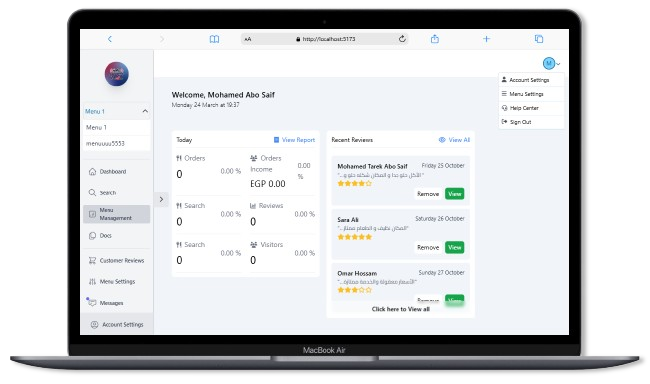 AA
http://localhost:5173
M
Account Settings
Menu Settings
Help Center
Sign Out
Welcome, Mohamed Abo Saif
Monday 24 March at 19:37
Menu 1
Menu 1
menuuuu5553
Dashboard
Search
Menu
Management
Docs
Customer Reviews
Menu Settings
Messages
Account Settings
Today
View Report
Orders
0
0.00 %
Orders
Income
EGP 0.00
0.00
%
Search
0
0.00 %
Reviews
0
0.00 %
Search
0
0.00 %
Visitors
0
0.00 %
Recent Reviews
View All
Mohamed Tarek Abo Saif
Friday 25 October
"الأكل حلو جدا و المكان شكله حلو و..."
Remove
View
Sara Ali
Saturday 26 October
"المكان نظيف و الطعام ممتاز..."
Remove
View
Omar Hossam
Sunday 27 October
"الأسعار معقولة والخدمة ممتازة..."
Remove
View
Click here to View all
MacBook Air